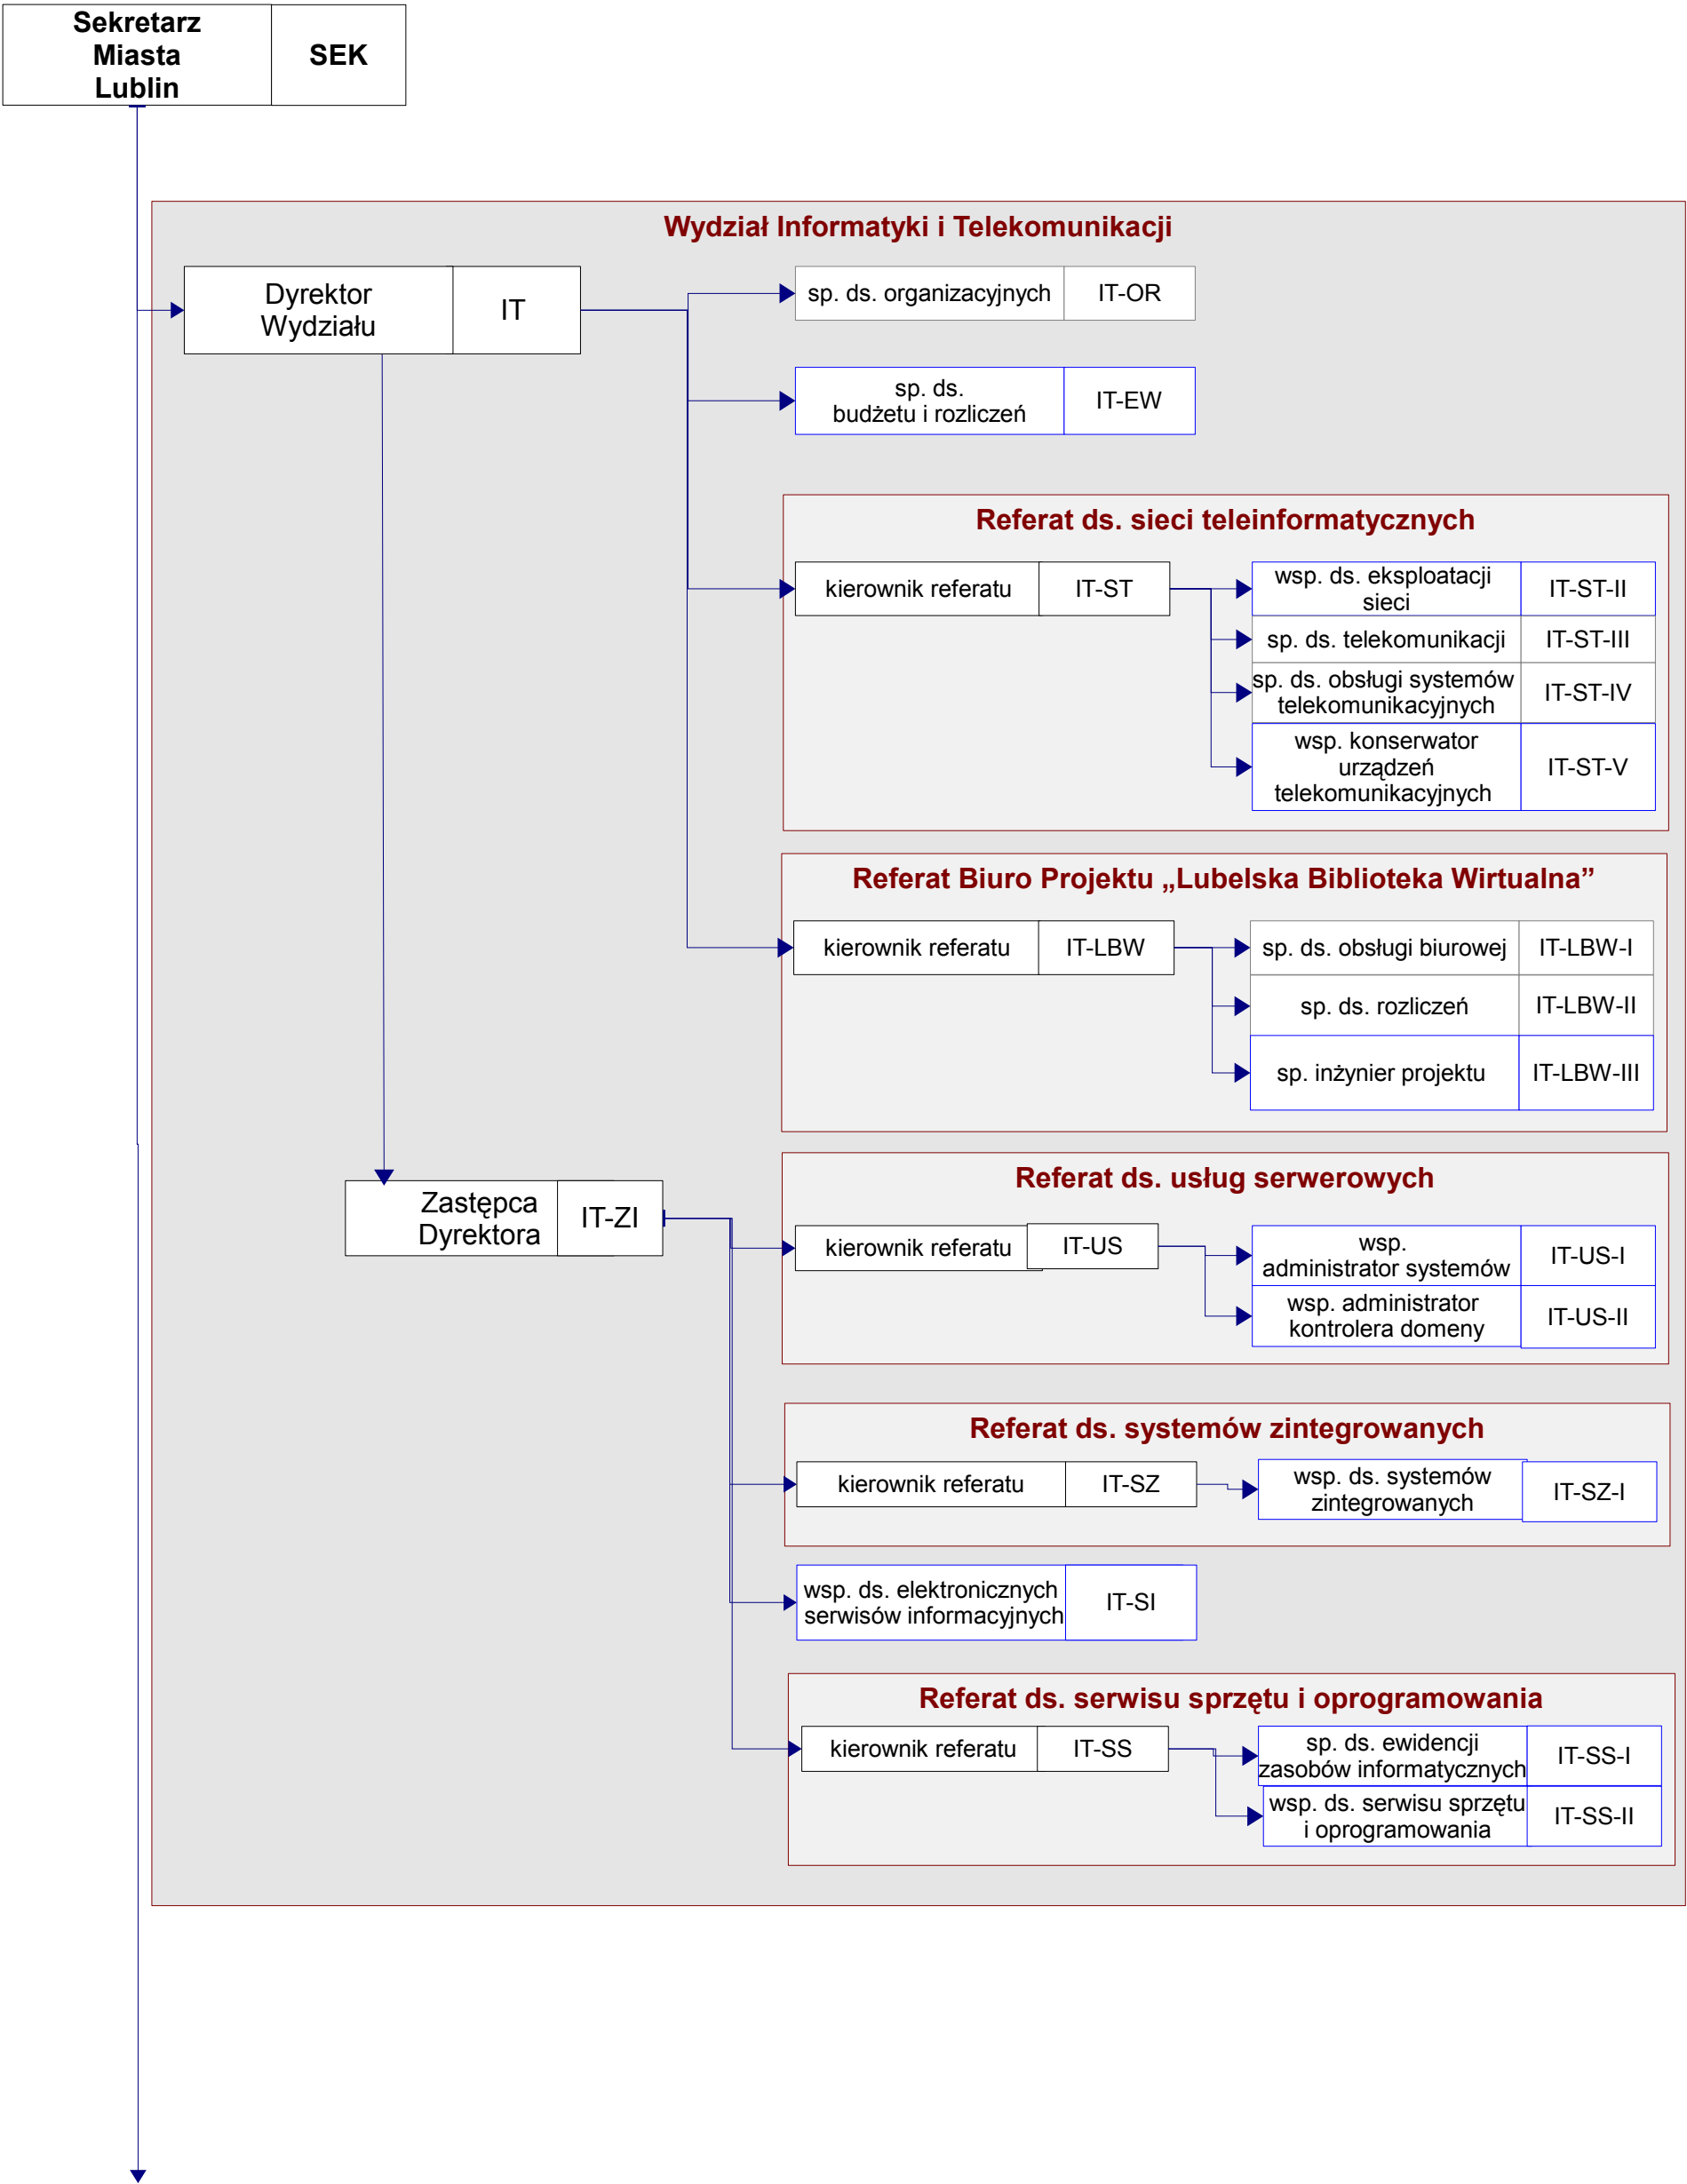 Sekretarz
Miasta
Lublin
SEK
Wydział Informatyki i Telekomunikacji
Dyrektor
Wydziału
IT
sp. ds. organizacyjnych
IT-OR
sp. ds.
budżetu i rozliczeń
IT-EW
Referat ds. sieci teleinformatycznych
kierownik referatu
IT-ST
wsp. ds. eksploatacji
sieci
IT-ST-II
sp. ds. telekomunikacji
IT-ST-III
sp. ds. obsługi systemów
telekomunikacyjnych
IT-ST-IV
wsp. konserwator
urządzeń
telekomunikacyjnych
IT-ST-V
Referat Biuro Projektu „Lubelska Biblioteka Wirtualna”
kierownik referatu
IT-LBW
sp. ds. obsługi biurowej
IT-LBW-I
sp. ds. rozliczeń
IT-LBW-II
sp. inżynier projektu
IT-LBW-III
Zastępca
Dyrektora
IT-ZI
Referat ds. usług serwerowych
kierownik referatu
IT-US
wsp.
administrator systemów
IT-US-I
wsp. administrator
kontrolera domeny
IT-US-II
Referat ds. systemów zintegrowanych
kierownik referatu
IT-SZ
wsp. ds. systemów
zintegrowanych
IT-SZ-I
wsp. ds. elektronicznych
serwisów informacyjnych
IT-SI
Referat ds. serwisu sprzętu i oprogramowania
kierownik referatu
IT-SS
sp. ds. ewidencji
zasobów informatycznych
IT-SS-I
wsp. ds. serwisu sprzętu
i oprogramowania
IT-SS-II